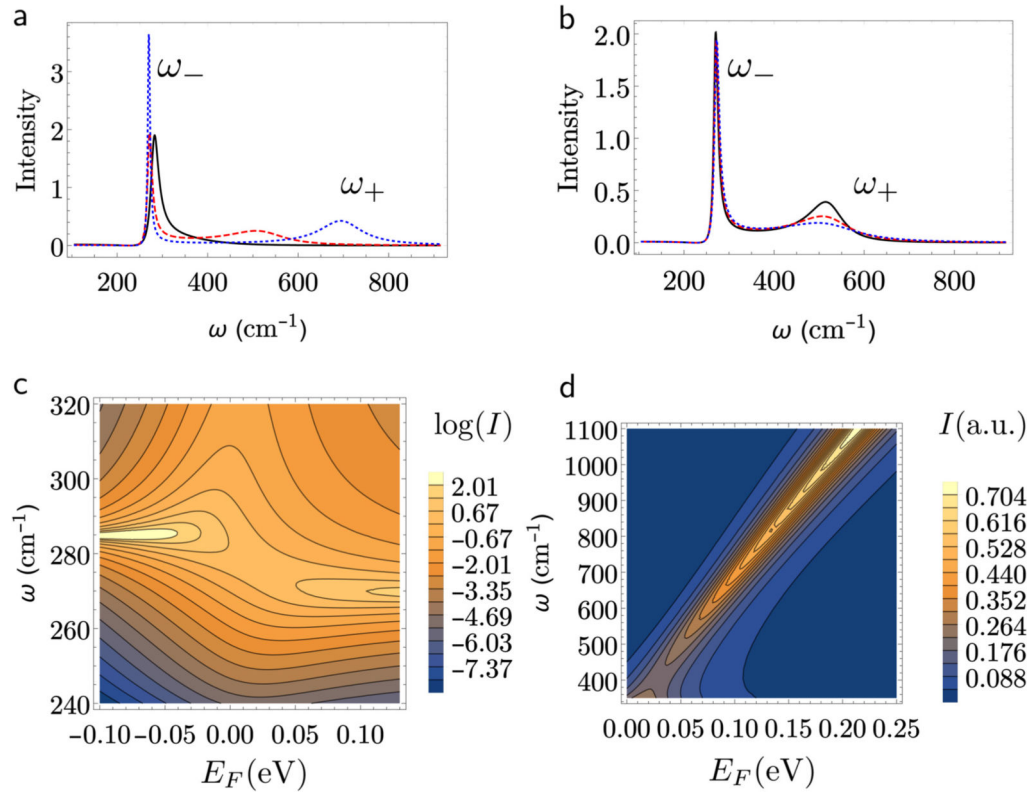 a
Intensity
3
2
1
0
ω₋
ω₊
200 400 600 800
ω (cm⁻¹)
b
Intensity
2.0
1.5
1.0
0.5
0.0
ω₋
ω₊
200 400 600 800
ω (cm⁻¹)
c
ω (cm⁻¹)
320
300
280
260
240
−0.10 −0.05 0.00 0.05 0.10
E_F(eV)
log(I)
2.01
0.67
−0.67
−2.01
−3.35
−4.69
−6.03
−7.37
d
ω (cm⁻¹)
1100
1000
900
800
700
600
500
400
0.00 0.05 0.10 0.15 0.20 0.25
E_F(eV)
I(a.u.)
0.704
0.616
0.528
0.440
0.352
0.264
0.176
0.088